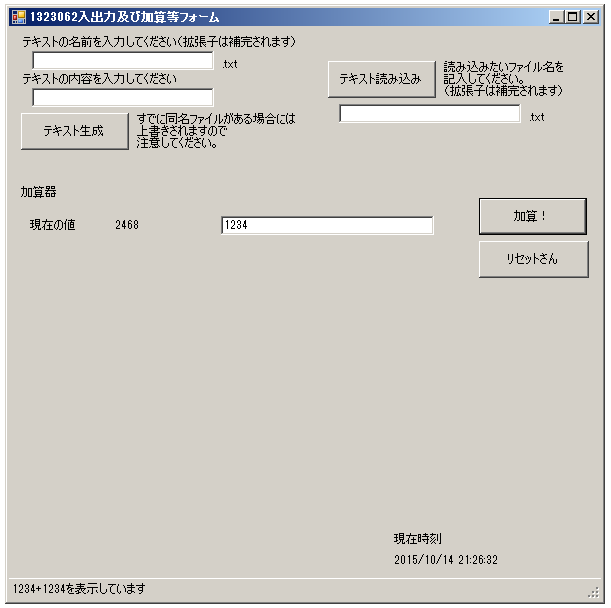 1323062入出力及び加算等フォーム
テキストの名前を入力してください(拡張子は補完されます)
.txt
テキストの内容を入力してください
テキスト生成
すでに同名ファイルがある場合には
上書きされますので
注意してください。
テキスト読み込み
読み込みたいファイル名を
記入してください。
(拡張子は補完されます)
.txt
加算器
現在の値 2468 1234
加算！
リセットさん
現在時刻
2015/10/14 21:26:32
1234+1234を表示しています